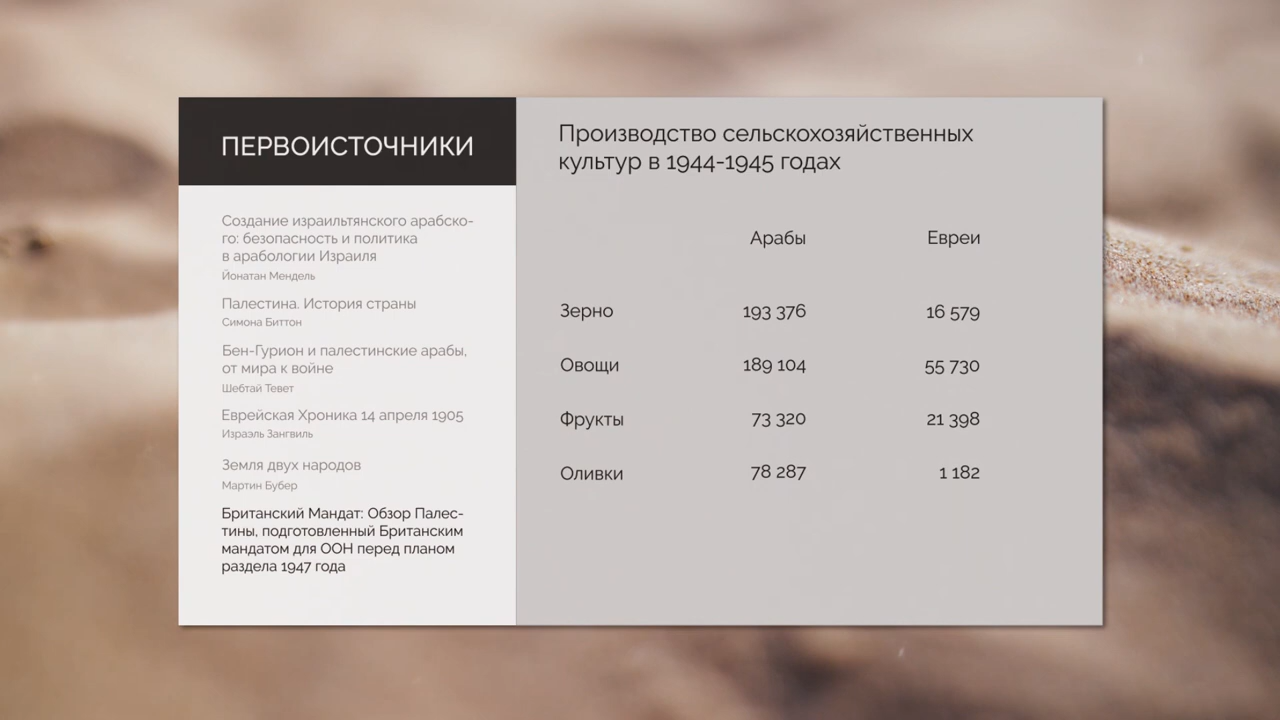 ПЕРВОИСТОЧНИКИ
Создание израильтянского арабско-
го: безопасность и политика
в арабологии Израиля
Йонатан Мендель
Палестина. История страны
Симона Биттон
Бен-Гурион и палестинские арабы,
от мира к войне
Шебтай Тевет
Еврейская Хроника 14 апреля 1905
Израэль Зангвиль
Земля двух народов
Мартин Бубер
Британский Мандат: Обзор Палес-
тины, подготовленный Британским
мандатом для ООН перед планом
раздела 1947 года
Производство сельскохозяйственных
культур в 1944-1945 годах
Арабы Евреи
Зерно 193 376 16 579
Овощи 189 104 55 730
Фрукты 73 320 21 398
Оливки 78 287 1 182